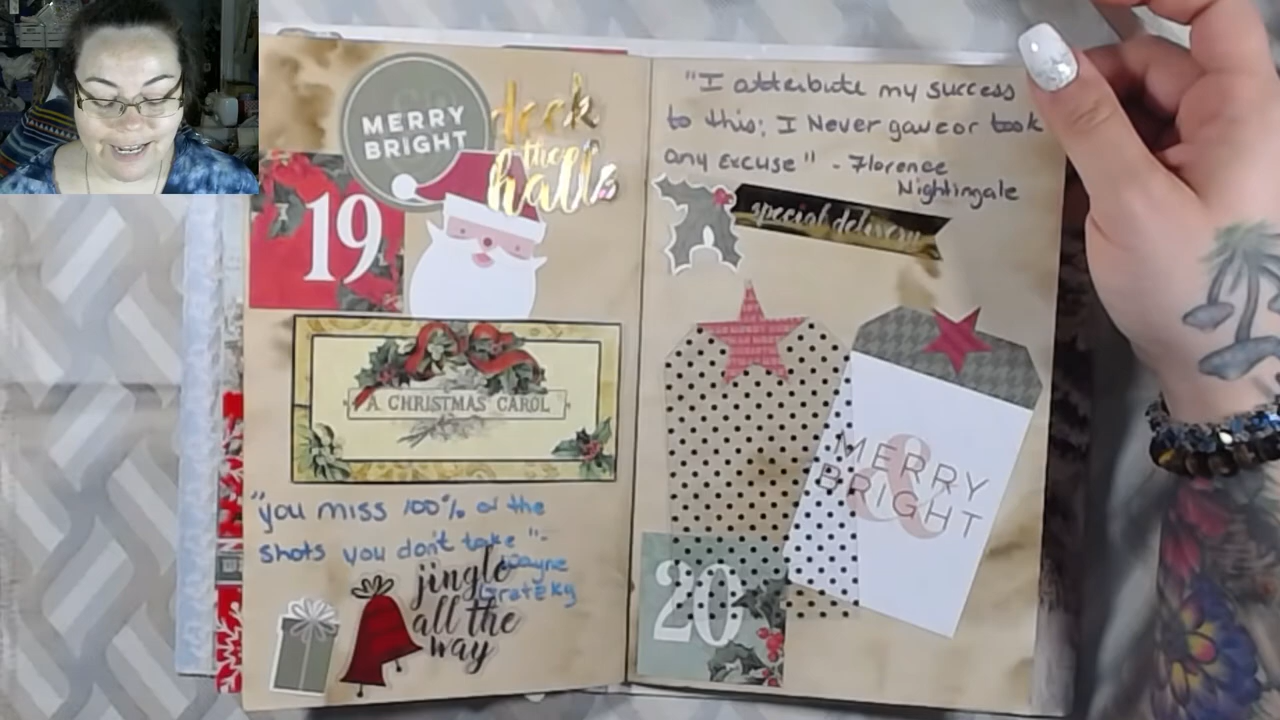 MERRY
BRIGHT
deck
the
halls
19
A CHRISTMAS CAROL
"you miss 100% of the
shots you don't take"-
Wayne
Grateky
jingle
all the
way
"I atteribute my success
to this; I Never gave or took
any Excuse" - Florence
Nightingale
special delivery
MERRY
&
BRIGHT
20